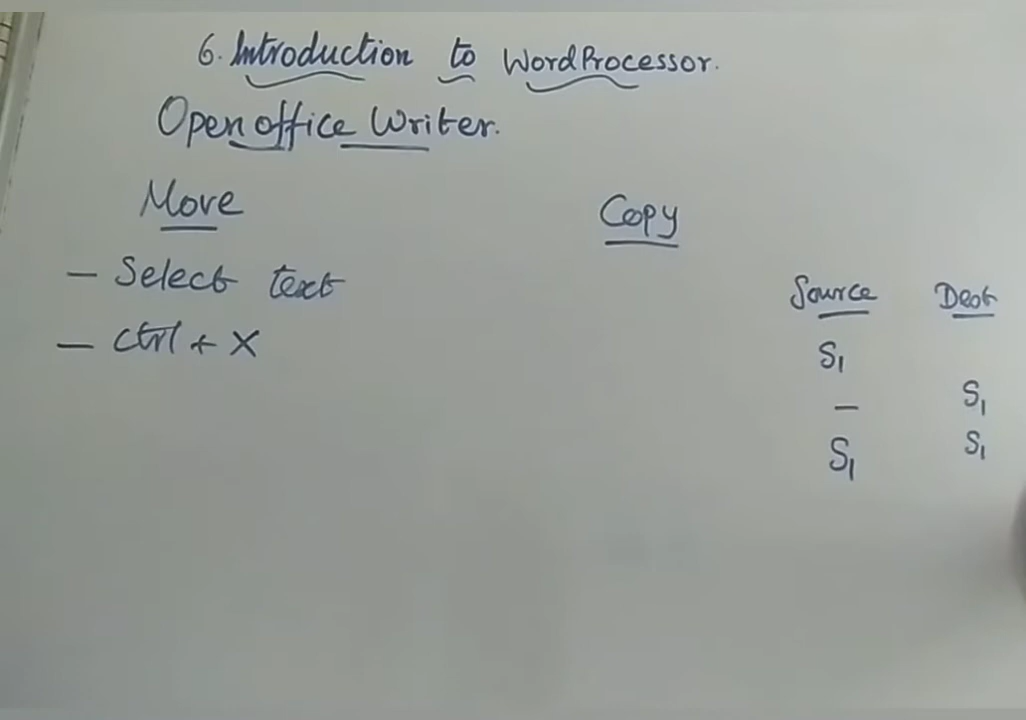 6. Introduction to WordProcessor.
Openoffice Writer.
Move
— Select text
— Ctrl + X
Copy
Source Dest
S1
— S1
S1 S1